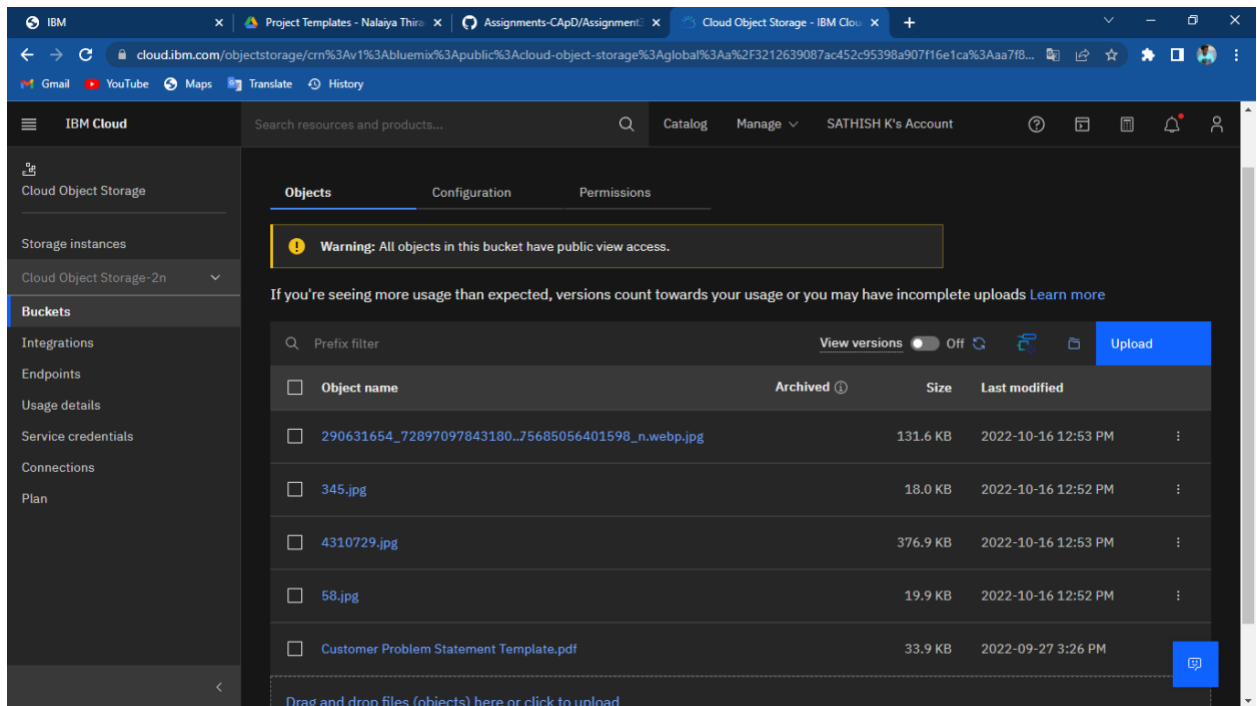 IBM
Project Templates - Nalaiya Thira
Assignments-CApD/Assignment3
Cloud Object Storage - IBM Clou
cloud.ibm.com/objectstorage/crn%3Av1%3Abluemix%3Apublic%3Acloud-object-storage%3Aglobal%3Aa%2F3212639087ac452c95398a907f16e1ca%3Aaa7f8...
Gmail YouTube Maps Translate History
IBM Cloud
Search resources and products...
Catalog Manage SATHISH K's Account
Cloud Object Storage
Storage instances
Cloud Object Storage-2n
Buckets
Integrations
Endpoints
Usage details
Service credentials
Connections
Plan
Objects Configuration Permissions
Warning: All objects in this bucket have public view access.
If you're seeing more usage than expected, versions count towards your usage or you may have incomplete uploads Learn more
Prefix filter View versions Off Upload
Object name Archived Size Last modified
290631654_72897097843180..75685056401598_n.webp.jpg 131.6 KB 2022-10-16 12:53 PM
345.jpg 18.0 KB 2022-10-16 12:52 PM
4310729.jpg 376.9 KB 2022-10-16 12:53 PM
58.jpg 19.9 KB 2022-10-16 12:52 PM
Customer Problem Statement Template.pdf 33.9 KB 2022-09-27 3:26 PM
Drag and drop files (objects) here or click to upload